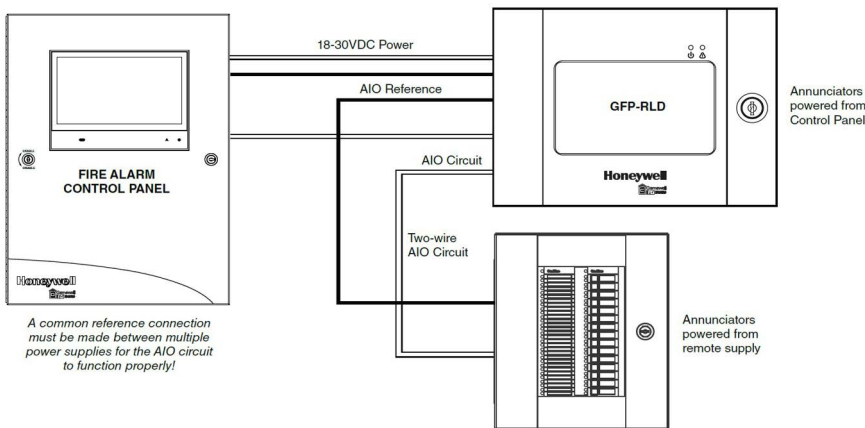 18-30VDC Power
AIO Reference
GFP-RLD
Annunciators
powered from
Control Panel
FIRE ALARM
CONTROL PANEL
AIO Circuit
Honeywell
Two-wire
AIO Circuit
Honeywell
A common reference connection
must be made between multiple
power supplies for the AIO circuit
to function properly!
Annunciators
powered from
remote supply